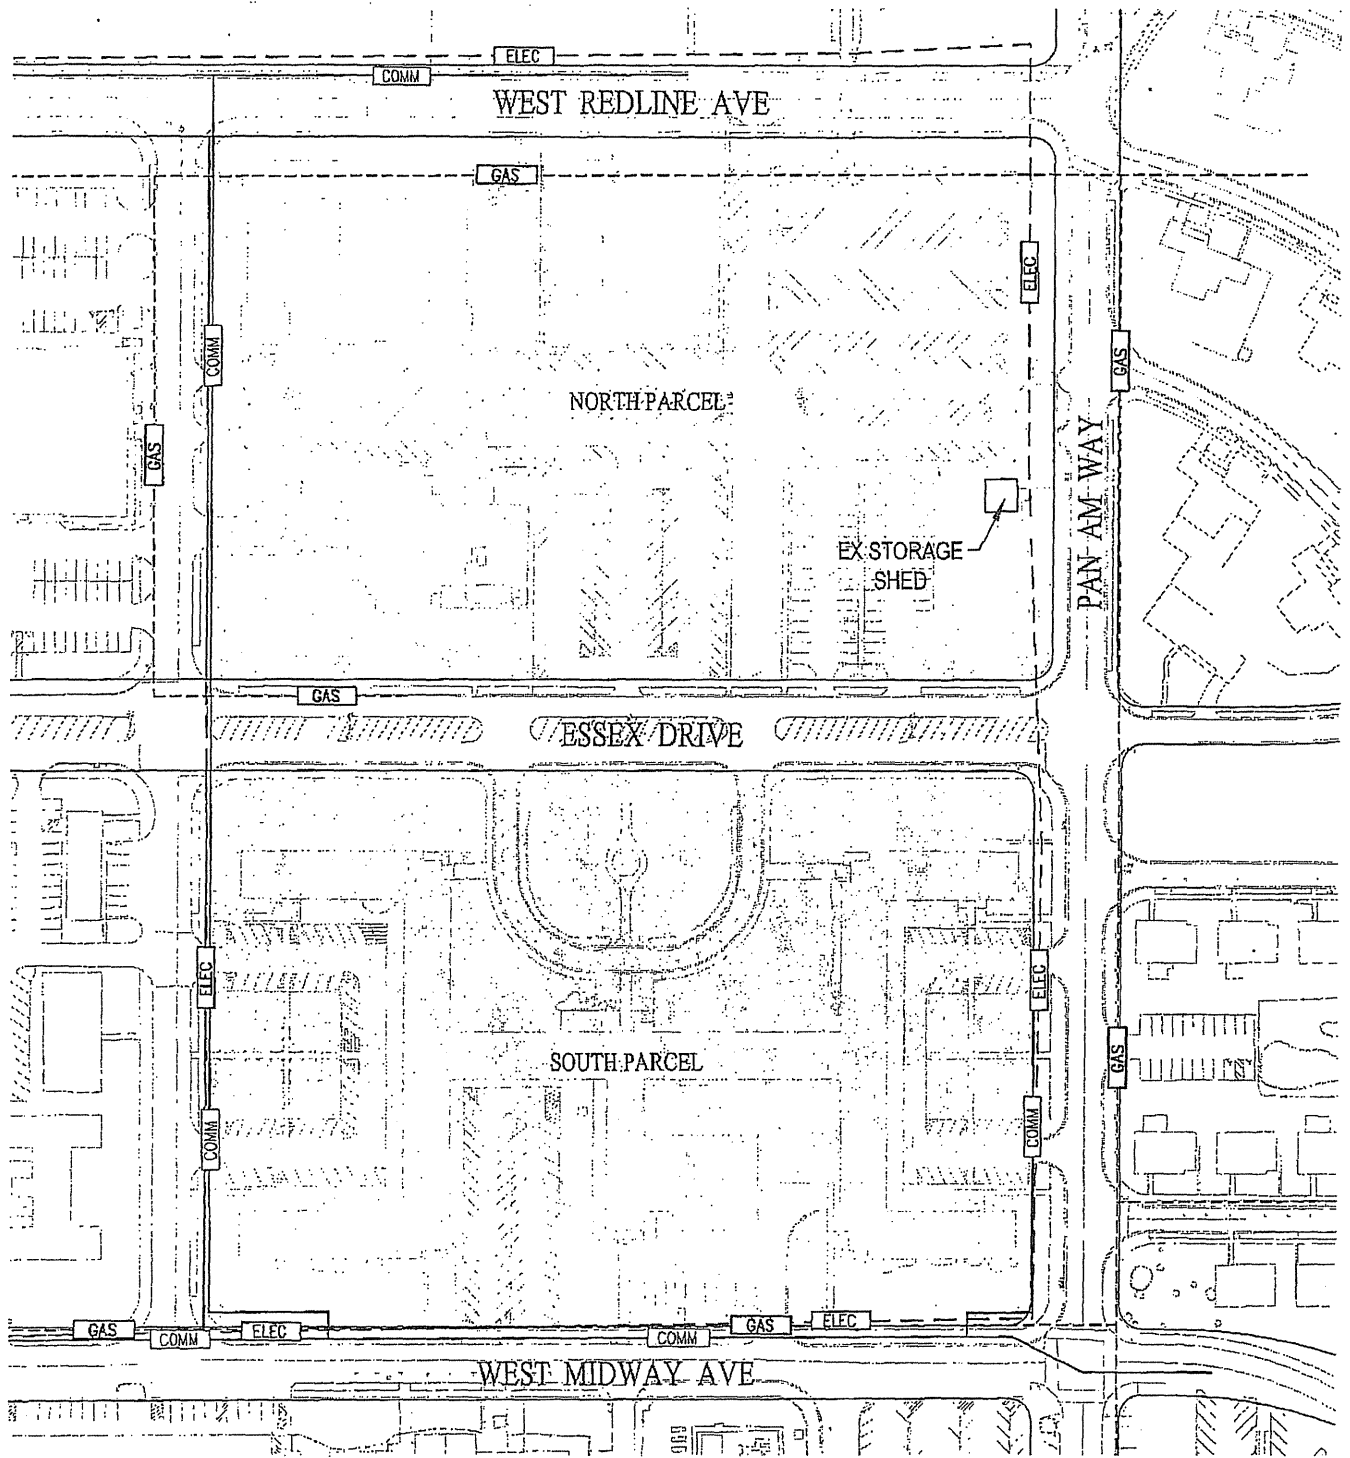 ELEC
COMM
WEST REDLINE AVE
GAS
ELEC
COMM
GAS
NORTH PARCEL
GAS
PAN AM WAY
EX STORAGE
SHED
GAS
ESSEX DRIVE
ELEC
ELEC
SOUTH PARCEL
GAS
COMM
COMM
GAS
COMM
ELEC
COMM
GAS
ELEC
WEST MIDWAY AVE